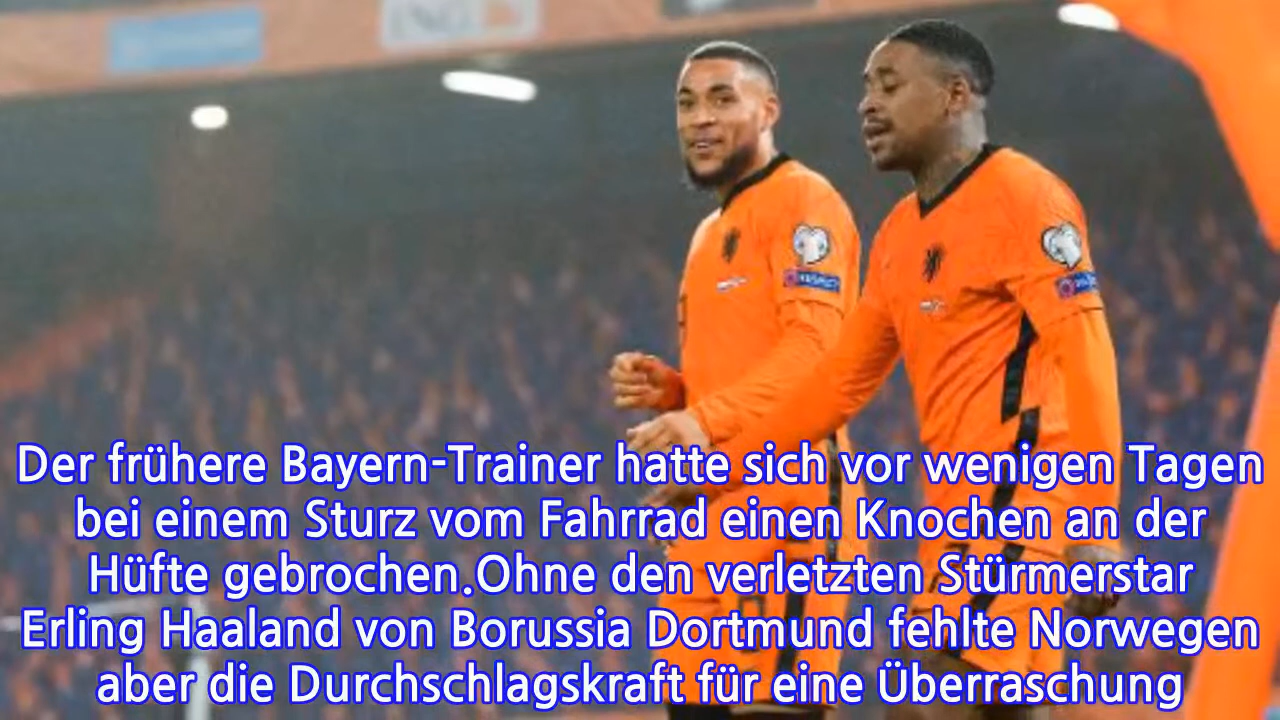 ING
Der frühere Bayern-Trainer hatte sich vor wenigen Tagen
bei einem Sturz vom Fahrrad einen Knochen an der
Hüfte gebrochen.Ohne den verletzten Stürmerstar
Erling Haaland von Borussia Dortmund fehlte Norwegen
aber die Durchschlagskraft für eine Überraschung